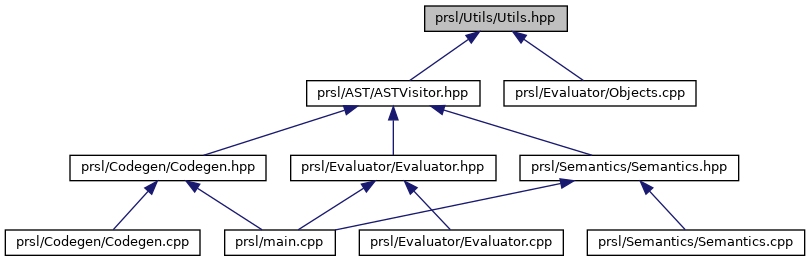 prsl/Utils/Utils.hpp
prsl/AST/ASTVisitor.hpp
prsl/Evaluator/Objects.cpp
prsl/Codegen/Codegen.hpp
prsl/Evaluator/Evaluator.hpp
prsl/Semantics/Semantics.hpp
prsl/Codegen/Codegen.cpp
prsl/main.cpp
prsl/Evaluator/Evaluator.cpp
prsl/Semantics/Semantics.cpp